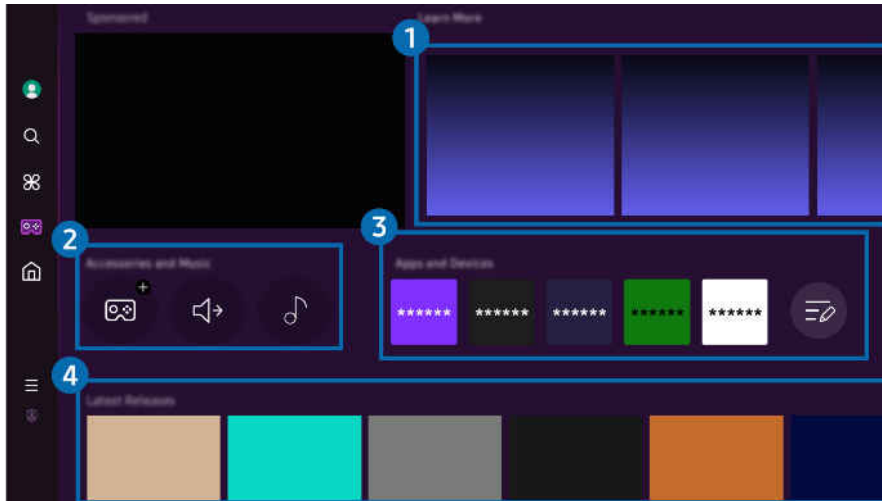 Sponsored
Learn More
1
2
3
Accessories and Music
Apps and Devices
****** ****** ****** ****** ******
4
Latest Releases